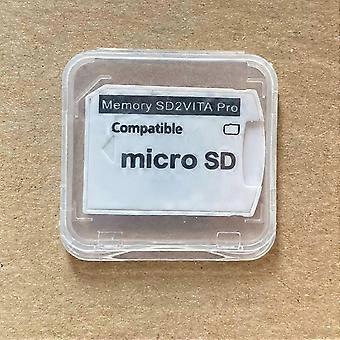 Memory SD2VITA Pro
Compatible
micro SD